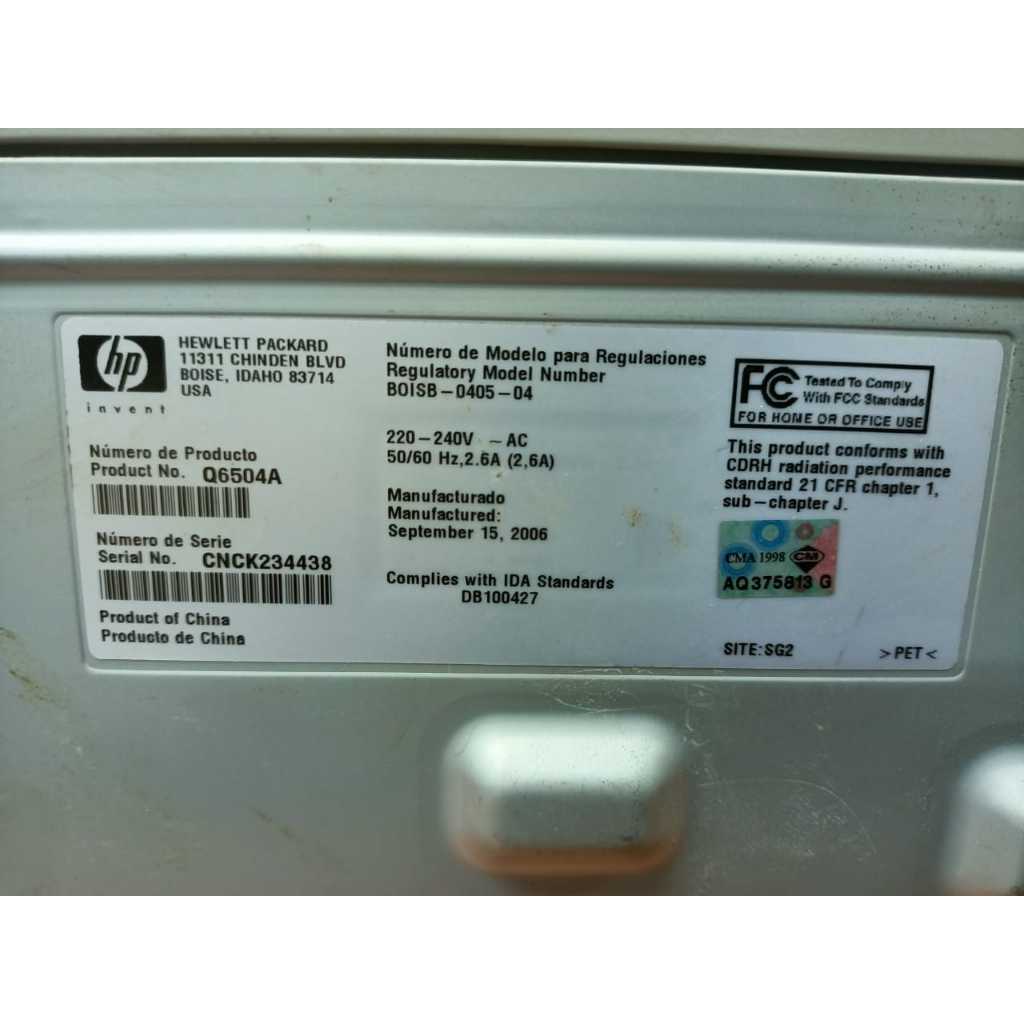 hp
invent
HEWLETT PACKARD
11311 CHINDEN BLVD
BOISE, IDAHO 83714
USA
Número de Producto
Product No. Q6504A
Número de Serie
Serial No. CNCK234438
Product of China
Producto de China
Número de Modelo para Regulaciones
Regulatory Model Number
BOISB-0405-04
220-240V ~ AC
50/60 Hz,2.6A (2,6A)
Manufacturado
Manufactured:
September 15, 2006
Complies with IDA Standards
DB100427
FC Tested To Comply
With FCC Standards
FOR HOME OR OFFICE USE
This product conforms with
CDRH radiation performance
standard 21 CFR chapter 1,
sub-chapter J.
CMA 1998 CM
AQ375813 G
SITE:SG2
>PET<